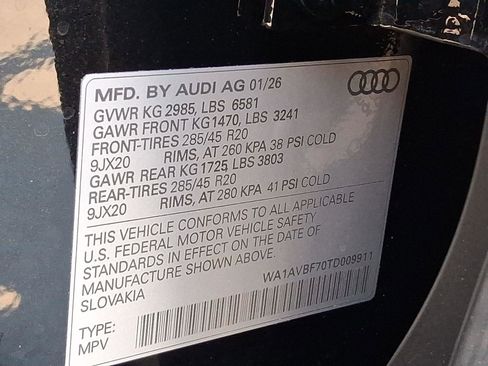 MFD. BY AUDI AG 01/26
GVWR KG 2985, LBS 6581
GAWR FRONT KG1470, LBS 3241
FRONT-TIRES 285/45 R20
9JX20 RIMS, AT 260 KPA 38 PSI COLD
GAWR REAR KG 1725 LBS 3803
REAR-TIRES 285/45 R20
9JX20 RIMS, AT 280 KPA 41 PSI COLD
THIS VEHICLE CONFORMS TO ALL APPLICABLE
U.S. FEDERAL MOTOR VEHICLE SAFETY
STANDARDS IN EFFECT ON THE DATE OF
MANUFACTURE SHOWN ABOVE.
SLOVAKIA
WA1AVBF70TD009911
TYPE:
MPV